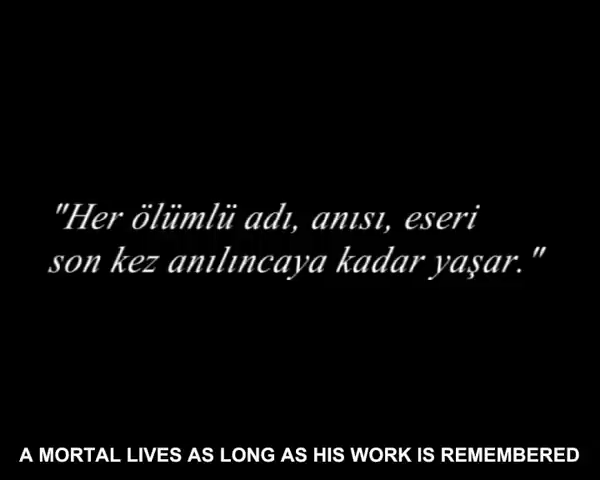 "Her ölümlü adı, anısı, eseri
son kez anılıncaya kadar yaşar."
A MORTAL LIVES AS LONG AS HIS WORK IS REMEMBERED